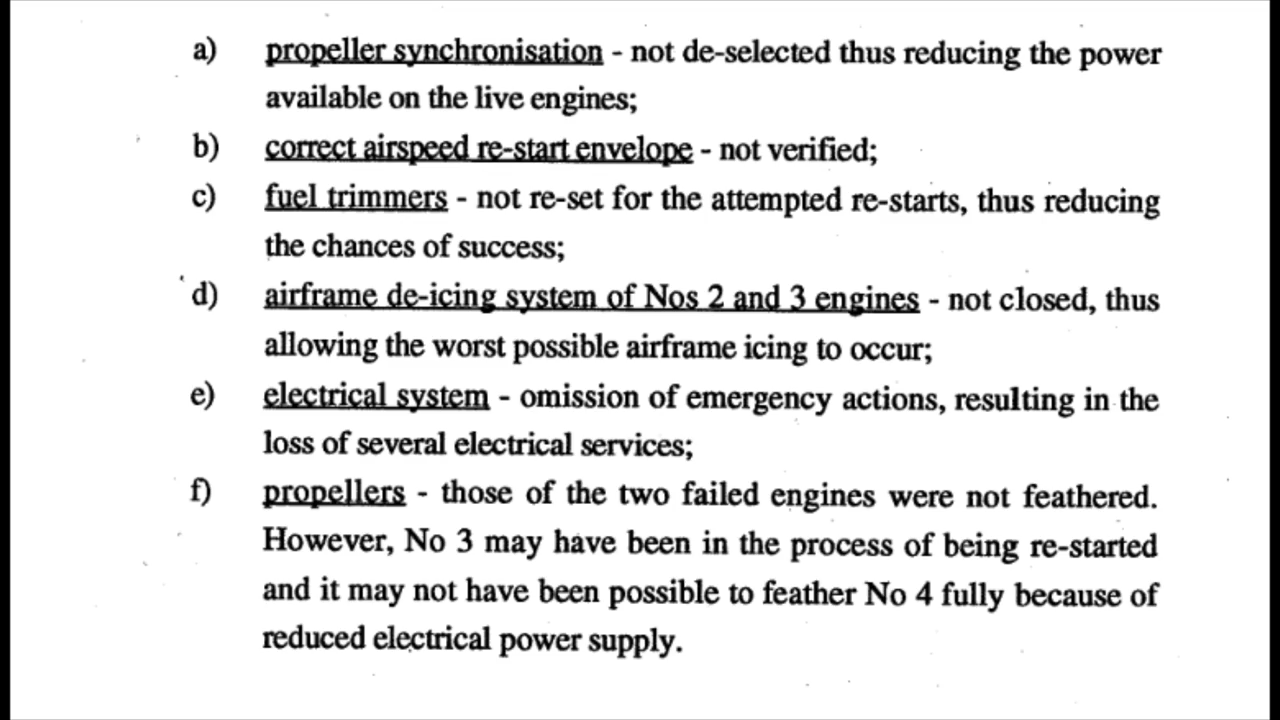 a) propeller synchronisation - not de-selected thus reducing the power
available on the live engines;
b) correct airspeed re-start envelope - not verified;
c) fuel trimmers - not re-set for the attempted re-starts, thus reducing
the chances of success;
d) airframe de-icing system of Nos 2 and 3 engines - not closed, thus
allowing the worst possible airframe icing to occur;
e) electrical system - omission of emergency actions, resulting in the
loss of several electrical services;
f) propellers - those of the two failed engines were not feathered.
However, No 3 may have been in the process of being re-started
and it may not have been possible to feather No 4 fully because of
reduced electrical power supply.